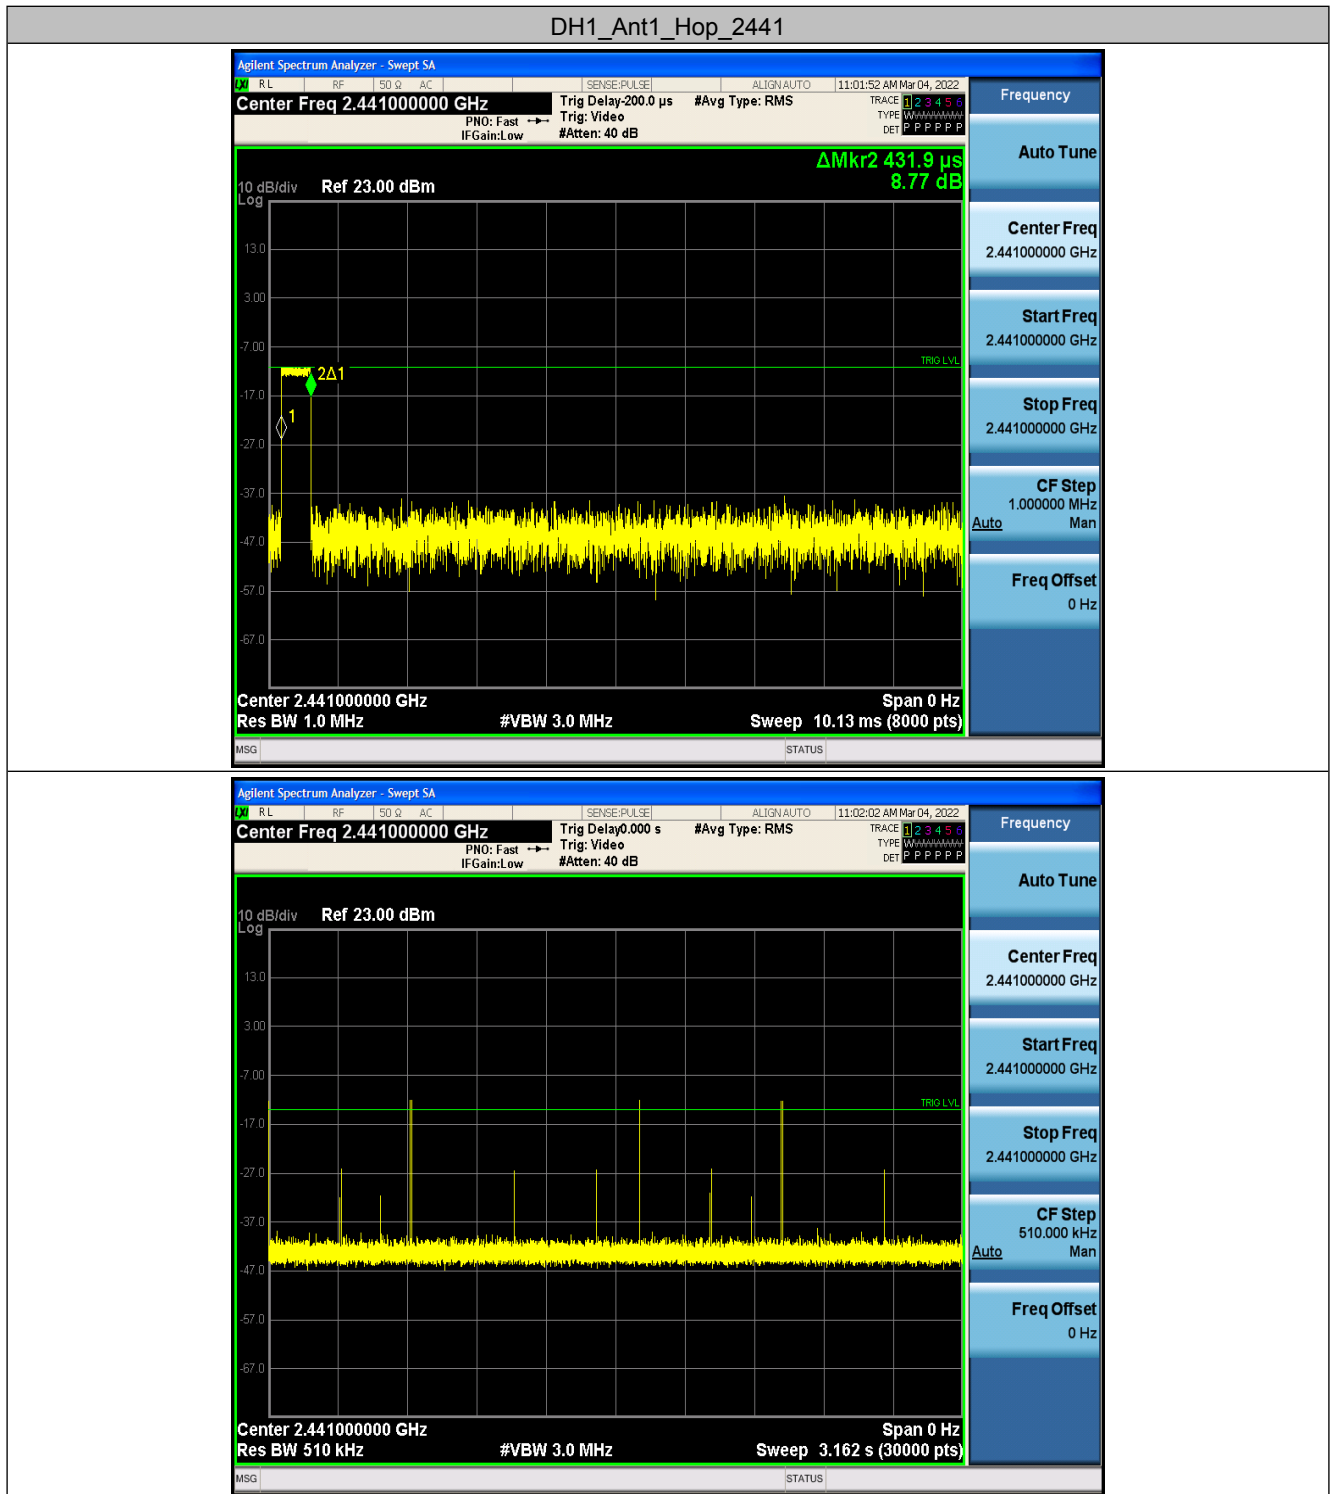 DH1_Ant1_Hop_2441
Agilent Spectrum Analyzer - Swept SA
LXI RL RF 50 Ω AC SENSE:PULSE ALIGN AUTO 11:01:52 AM Mar 04, 2022
Center Freq 2.441000000 GHz
Trig Delay-200.0 µs #Avg Type: RMS
TRACE 1 2 3 4 5 6
PNO: Fast Trig: Video
TYPE WWWWWW
IFGain:Low #Atten: 40 dB
DET P P P P P P
ΔMkr2 431.9 µs
8.77 dB
10 dB/div Ref 23.00 dBm
Log
13.0
3.00
-7.00
TRIG LVL
2Δ1
-17.0
1
-27.0
-37.0
-47.0
-57.0
-67.0
Center 2.441000000 GHz Span 0 Hz
Res BW 1.0 MHz #VBW 3.0 MHz Sweep 10.13 ms (8000 pts)
MSG STATUS
Frequency
Auto Tune
Center Freq
2.441000000 GHz
Start Freq
2.441000000 GHz
Stop Freq
2.441000000 GHz
CF Step
1.000000 MHz
Auto Man
Freq Offset
0 Hz
Agilent Spectrum Analyzer - Swept SA
LXI RL RF 50 Ω AC SENSE:PULSE ALIGN AUTO 11:02:02 AM Mar 04, 2022
Center Freq 2.441000000 GHz
Trig Delay0.000 s #Avg Type: RMS
TRACE 1 2 3 4 5 6
PNO: Fast Trig: Video
TYPE WWWWWW
IFGain:Low #Atten: 40 dB
DET P P P P P P
10 dB/div Ref 23.00 dBm
Log
13.0
3.00
-7.00
TRIG LVL
-17.0
-27.0
-37.0
-47.0
-57.0
-67.0
Center 2.441000000 GHz Span 0 Hz
Res BW 510 kHz #VBW 3.0 MHz Sweep 3.162 s (30000 pts)
MSG STATUS
Frequency
Auto Tune
Center Freq
2.441000000 GHz
Start Freq
2.441000000 GHz
Stop Freq
2.441000000 GHz
CF Step
510.000 kHz
Auto Man
Freq Offset
0 Hz